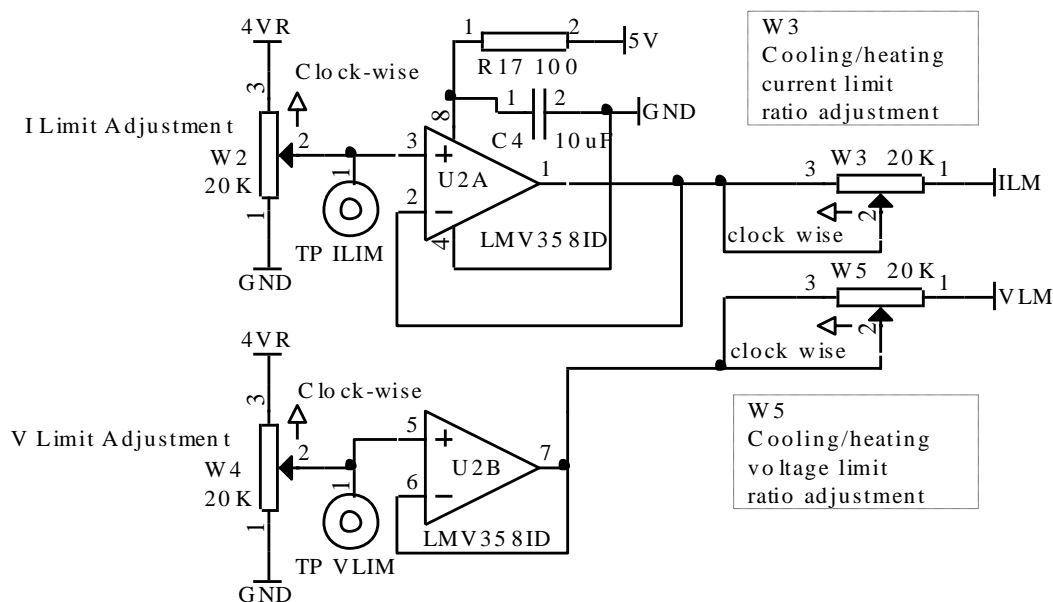 4VR
3
Clock-wise
I Limit Adjustment
W2
20K
2
1
GND
1
TP ILIM
1
2
5V
R17 100
1
2
GND
C4
10uF
8
3
+
U2A
1
2
−
4
LMV358ID
W3
Cooling/heating
current limit
ratio adjustment
W3 20K
3
1
ILM
2
clock wise
W5 20K
3
1
VLM
2
clock wise
4VR
3
Clock-wise
V Limit Adjustment
W4
20K
2
1
GND
1
TP VLIM
5
+
U2B
7
6
−
LMV358ID
W5
Cooling/heating
voltage limit
ratio adjustment